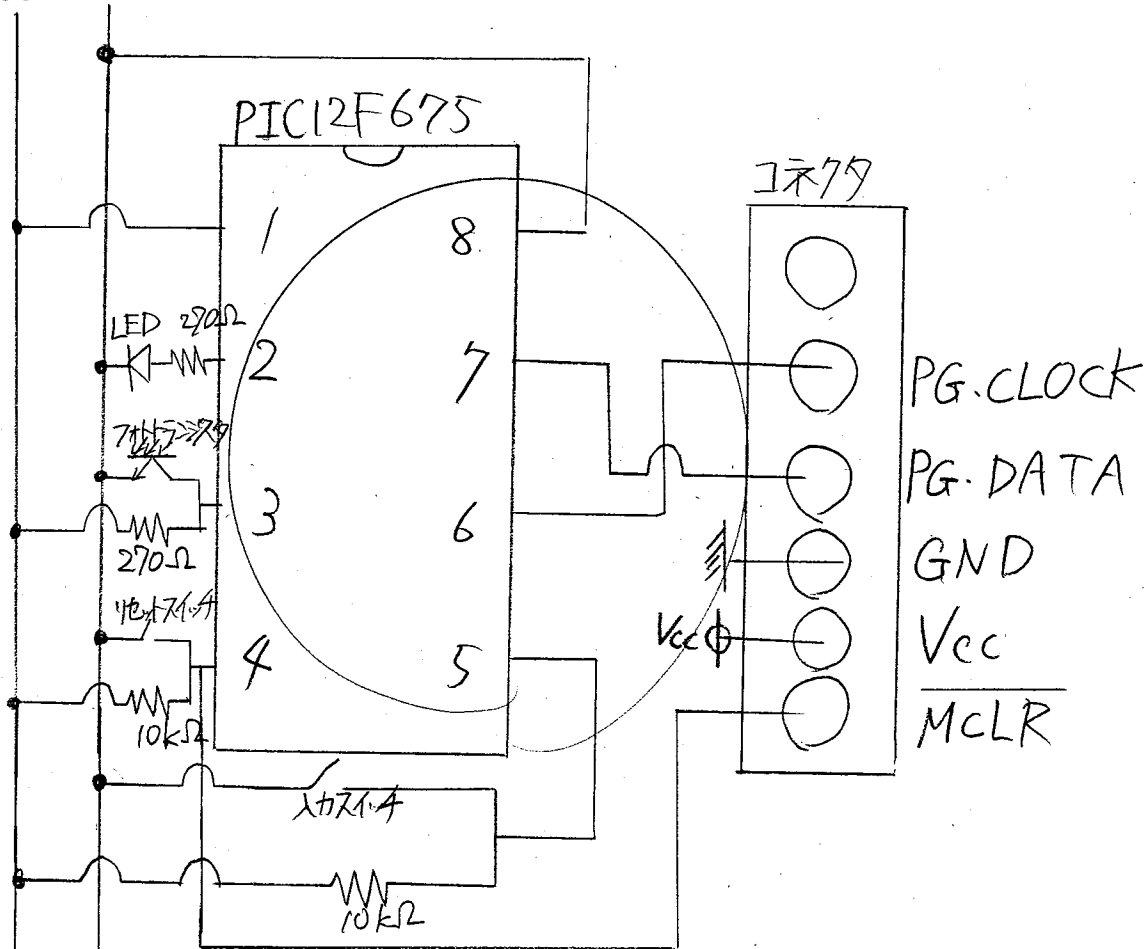 PIC12F675
コネクタ
1
8
LED 270Ω
2
7
PG.CLOCK
フォトトランジスタ
PG.DATA
3
6
270Ω
GND
リセットスイッチ
Vcc
Vcc
4
5
10kΩ
MCLR
入力スイッチ
10kΩ